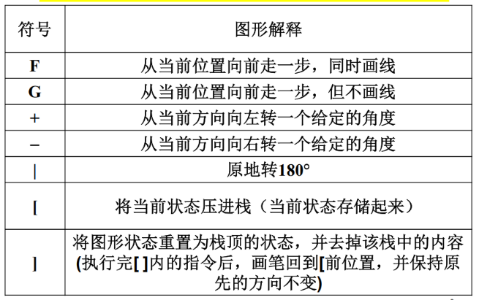 符号 图形解释
F 从当前位置向前走一步，同时画线
G 从当前位置向前走一步，但不画线
+ 从当前方向向左转一个给定的角度
− 从当前方向向右转一个给定的角度
| 原地转180°
[ 将当前状态压进栈（当前状态存储起来）
] 将图形状态重置为栈顶的状态，并去掉该栈中的内容
(执行完[ ]内的指令后，画笔回到[前位置，并保持原
先的方向不变)